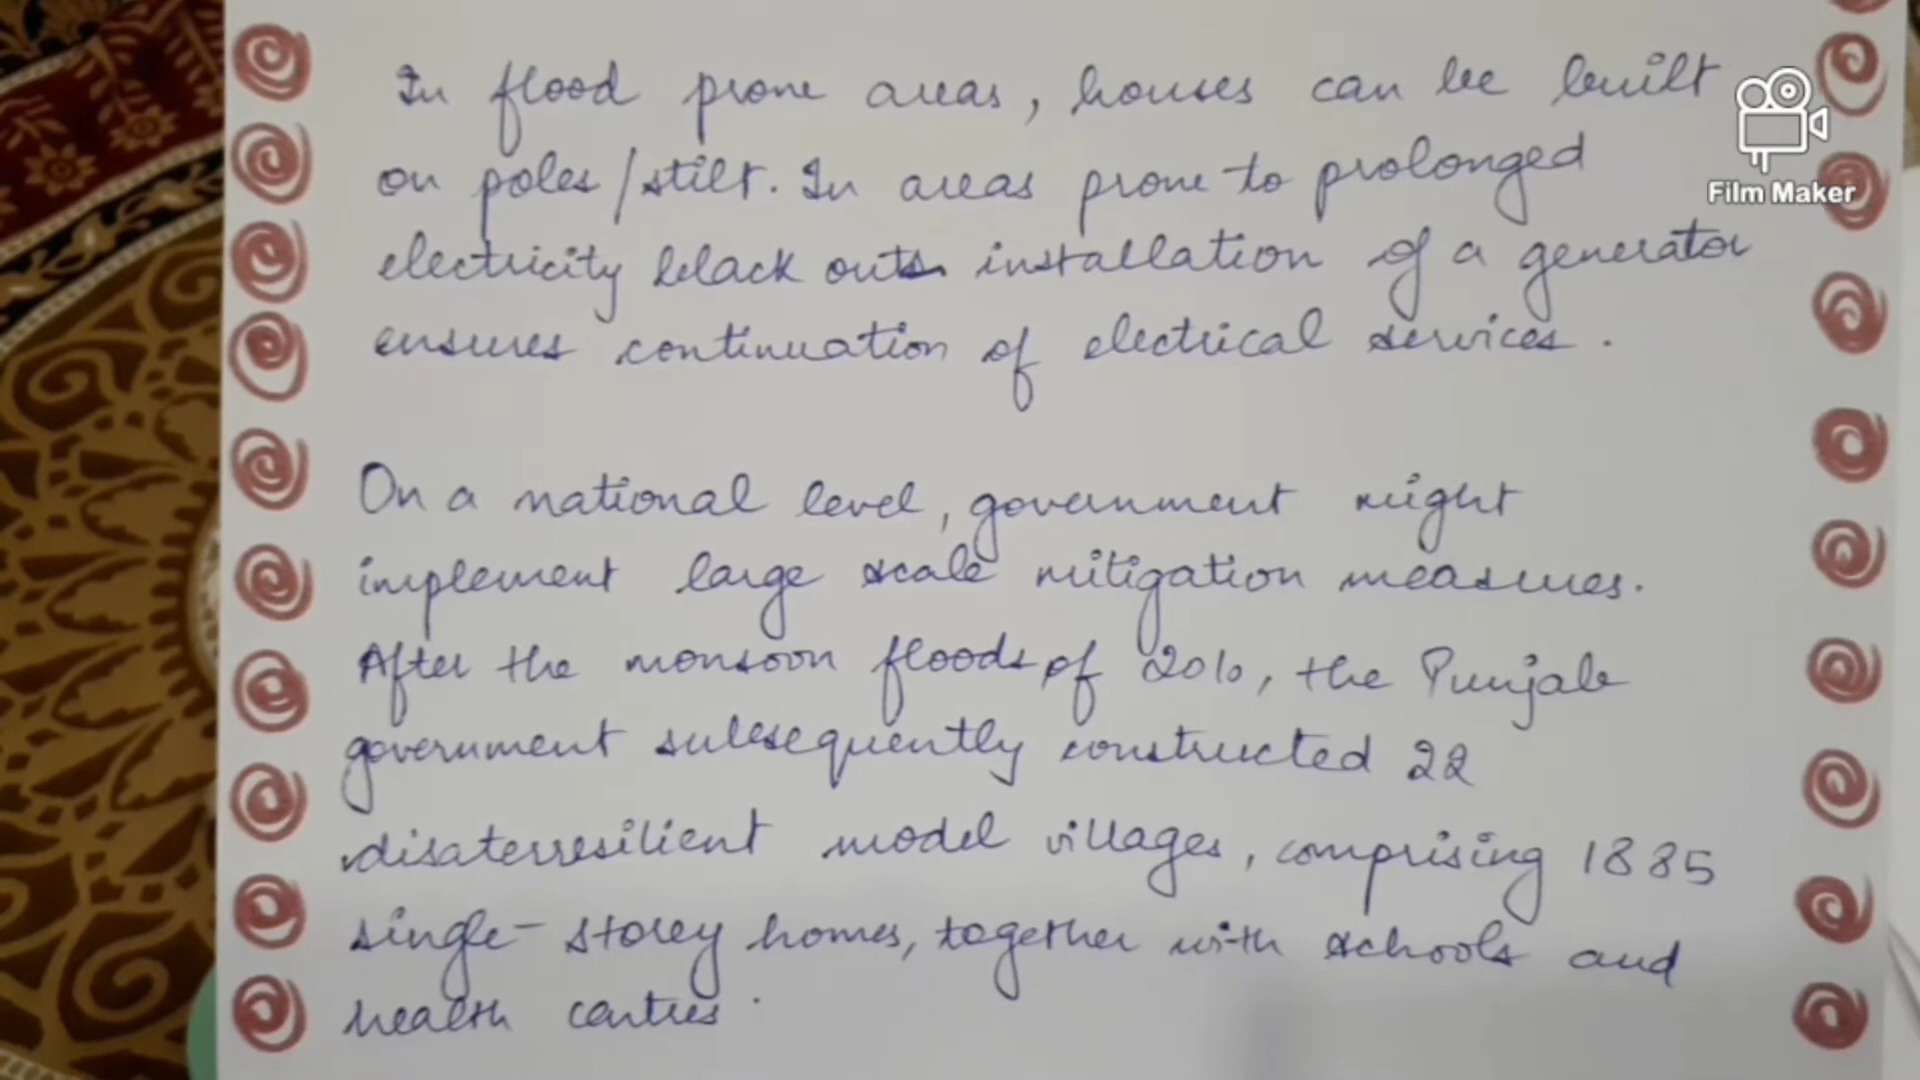 In flood prone areas, houses can be built
on poles/stilt. In areas prone to prolonged
electricity black outs installation of a generator
ensures continuation of electrical services.
On a national level, government might
implement large scale mitigation measures.
After the monsoon floods of 2010, the Punjab
government subsequently constructed 22
disaterresilient model villages, comprising 1885
single-storey homes, together with schools and
health centres.
Film Maker